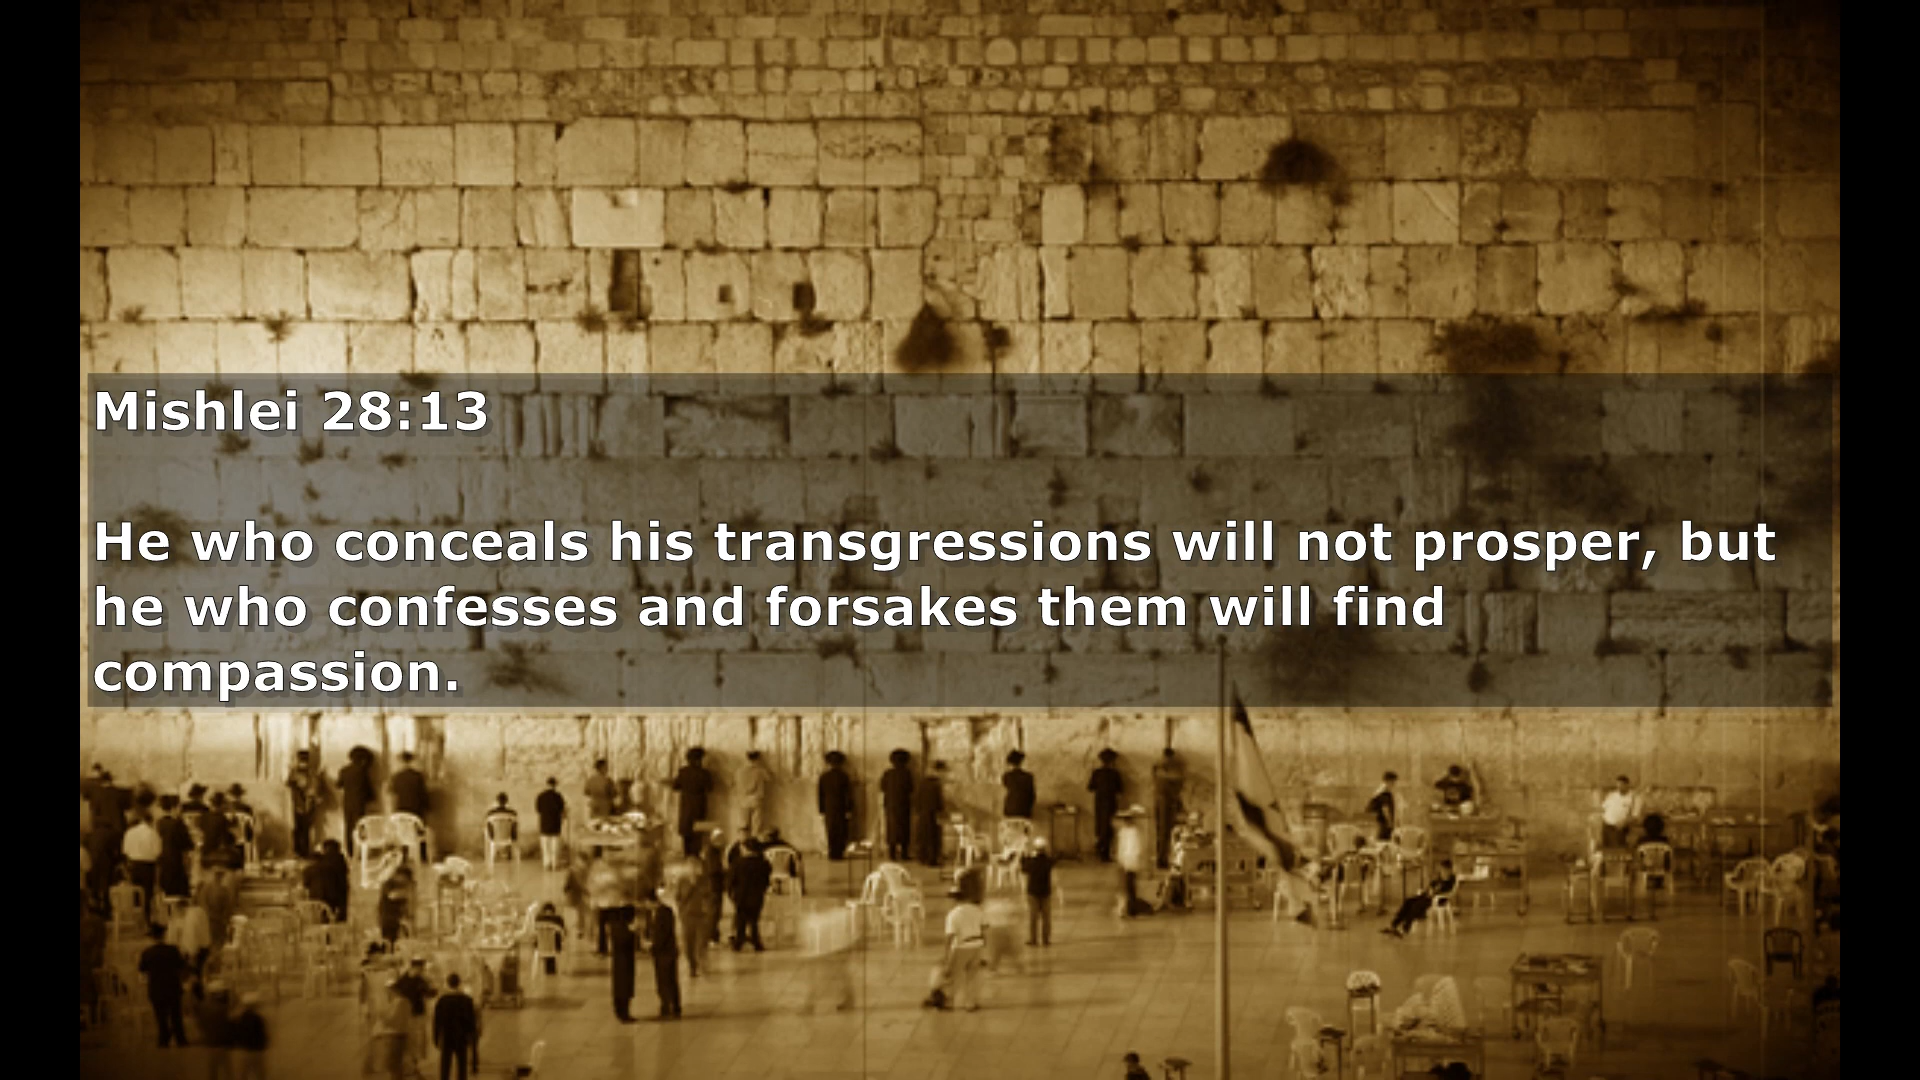 Mishlei 28:13
He who conceals his transgressions will not prosper, but
he who confesses and forsakes them will find
compassion.